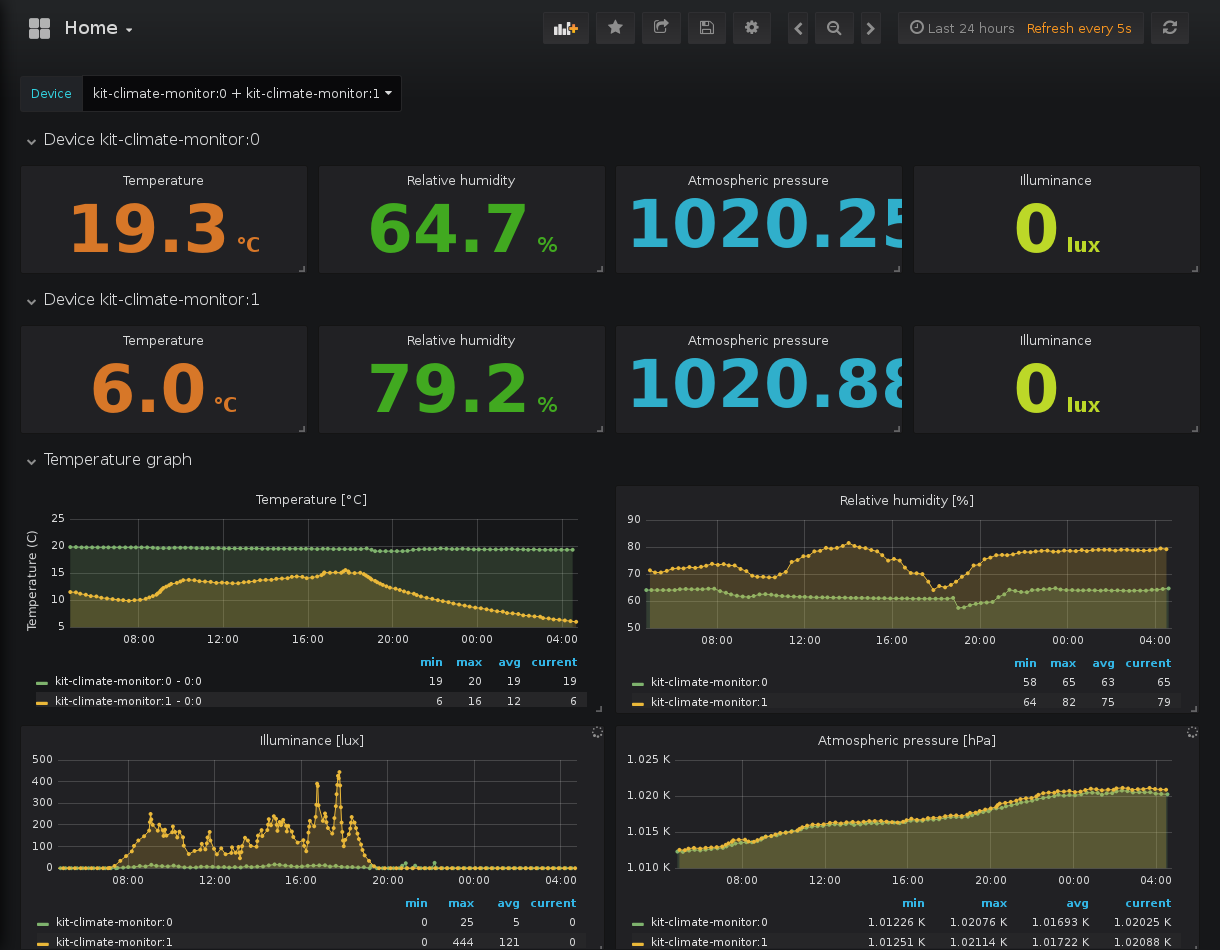 Home
Last 24 hours Refresh every 5s
Device kit-climate-monitor:0 + kit-climate-monitor:1
Device kit-climate-monitor:0
Temperature Relative humidity Atmospheric pressure Illuminance
19.3 °C 64.7 % 1020.25 0 lux
Device kit-climate-monitor:1
Temperature Relative humidity Atmospheric pressure Illuminance
6.0 °C 79.2 % 1020.88 0 lux
Temperature graph
Temperature [°C]
Temperature (C)
25
20
15
10
5
08:00 12:00 16:00 20:00 00:00 04:00
min max avg current
kit-climate-monitor:0 - 0:0 19 20 19 19
kit-climate-monitor:1 - 0:0 6 16 12 6
Relative humidity [%]
90
80
70
60
50
08:00 12:00 16:00 20:00 00:00 04:00
min max avg current
kit-climate-monitor:0 58 65 63 65
kit-climate-monitor:1 64 82 75 79
Illuminance [lux]
500
400
300
200
100
0
08:00 12:00 16:00 20:00 00:00 04:00
min max avg current
kit-climate-monitor:0 0 25 5 0
kit-climate-monitor:1 0 444 121 0
Atmospheric pressure [hPa]
1.025 K
1.020 K
1.015 K
1.010 K
08:00 12:00 16:00 20:00 00:00 04:00
min max avg current
kit-climate-monitor:0 1.01226 K 1.02076 K 1.01693 K 1.02025 K
kit-climate-monitor:1 1.01251 K 1.02114 K 1.01722 K 1.02088 K